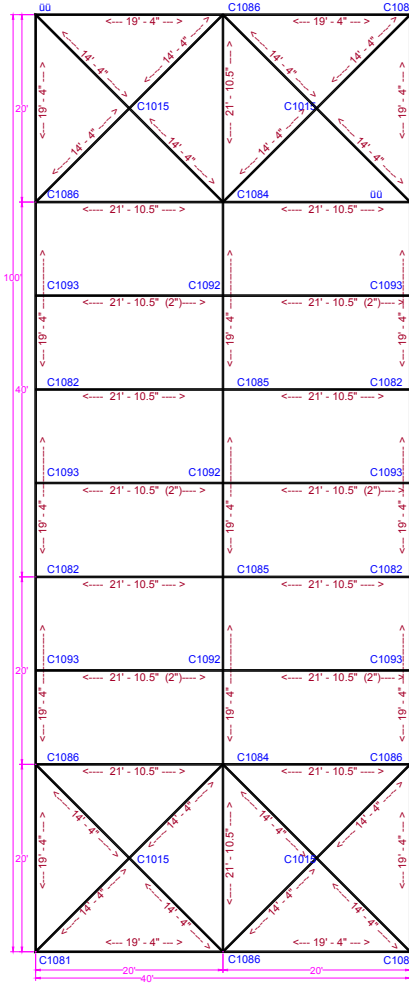 üü C1086 C108
<--- 19' - 4" ---> <--- 19' - 4" --->
<---- 19' - 4" ----> 14' - 4" 14' - 4" <---- 21' - 10.5" ----> 14' - 4" 14' - 4" <---- 19' - 4" ---->
20' C1015 C1015
14' - 4" 14' - 4" 14' - 4" 14' - 4"
C1086 C1084 üü
<---- 21' - 10.5" ---- > <---- 21' - 10.5" ---- >
100'
C1093 C1092 C1093
<---- 21' - 10.5" (2")---- > <---- 21' - 10.5" (2")---- >
<---- 19' - 4" ----> <---- 19' - 4" ----> <---- 19' - 4" ---->
40' C1082 C1085 C1082
<---- 21' - 10.5" ---- > <---- 21' - 10.5" ---- >
C1093 C1092 C1093
<---- 21' - 10.5" (2")---- > <---- 21' - 10.5" (2")---- >
<---- 19' - 4" ----> <---- 19' - 4" ----> <---- 19' - 4" ---->
C1082 C1085 C1082
<---- 21' - 10.5" ---- > <---- 21' - 10.5" ---- >
20' C1093 C1092 C1093
<---- 21' - 10.5" (2")---- > <---- 21' - 10.5" (2")---- >
<---- 19' - 4" ----> <---- 19' - 4" ----> <---- 19' - 4" ---->
C1086 C1084 C1086
<---- 21' - 10.5" ---- > <---- 21' - 10.5" ---- >
14' - 4" 14' - 4" 14' - 4" 14' - 4"
20' <---- 19' - 4" ----> C1015 <---- 21' - 10.5" ----> C1015 <---- 19' - 4" ---->
14' - 4" 14' - 4" 14' - 4" 14' - 4"
<--- 19' - 4" ---> <--- 19' - 4" --->
C1081 C1086 C108
20' 20'
40'